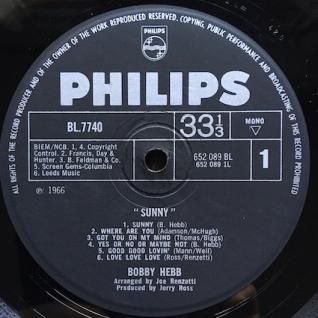 ALL RIGHTS OF THE RECORD PRODUCER AND OF THE OWNER OF THE WORK REPRODUCED RESERVED. COPYING, PUBLIC PERFORMANCE AND BROADCASTING OF THIS RECORD PROHIBITED
PHILIPS
PHILIPS
BL.7740
33 1/3
MONO
BIEM/NCB. 1, 4. Copyright
Control. 2. Francis, Day &
Hunter. 3. B. Feldman & Co.
5. Screen Gems-Columbia
6. Leeds Music
652 089 BL
652 089 1L
1
Ⓟ 1966
"SUNNY"
1. SUNNY (B. Hebb)
2. WHERE ARE YOU (Adamson/McHugh)
3. GOT YOU ON MY MIND (Thomas/Biggs)
4. YES OR NO OR MAYBE NOT (B. Hebb)
5. GOOD GOOD LOVIN' (Mann/Weil)
6. LOVE LOVE LOVE (Ross/Renzetti)
BOBBY HEBB
Arranged by Joe Renzetti
Produced by Jerry Ross